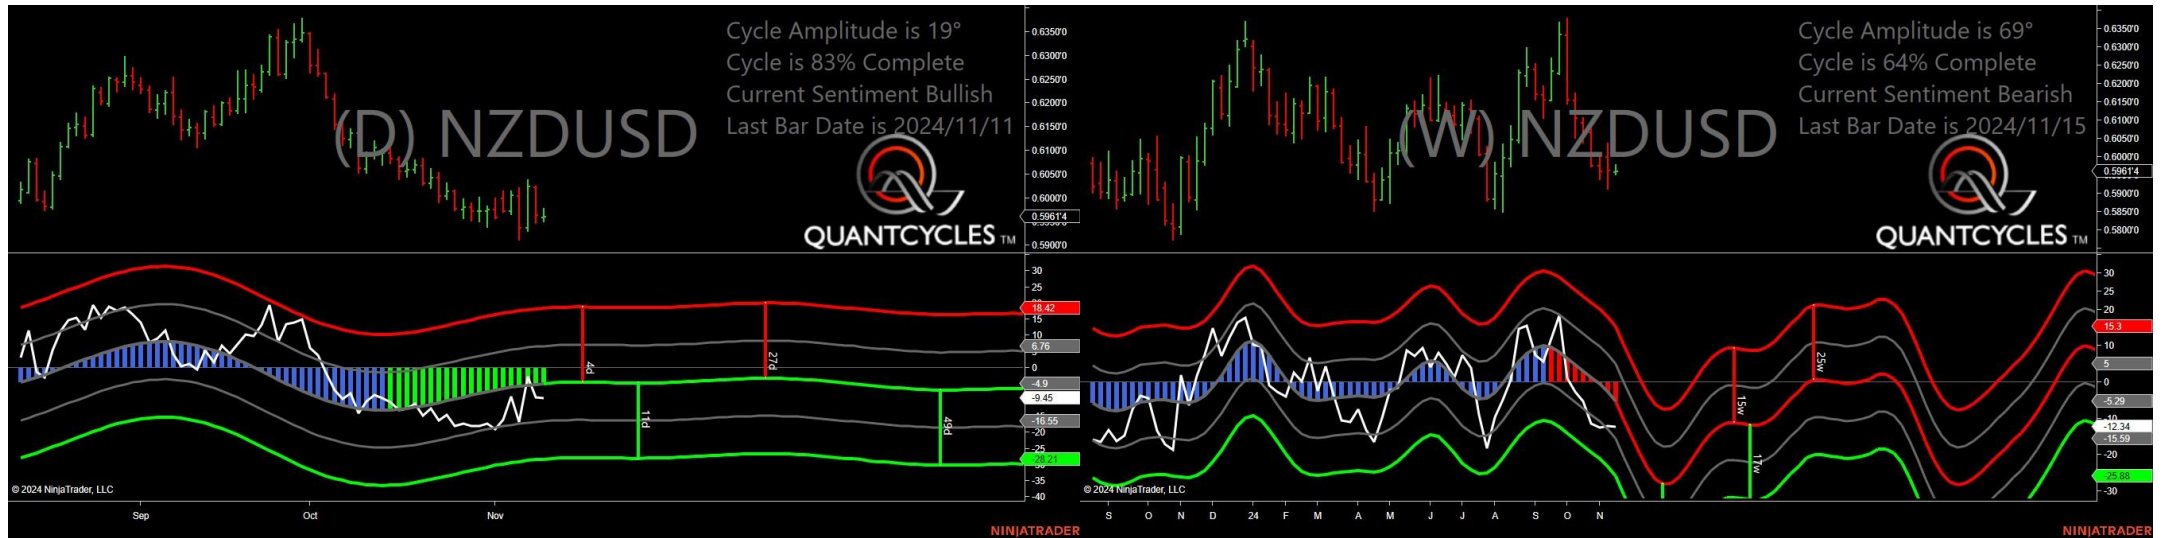 Cycle Amplitude is 19°
Cycle is 83% Complete
Current Sentiment Bullish
Last Bar Date is 2024/11/11
(D) NZDUSD
QUANTCYCLES TM
0.6350'0
0.6300'0
0.6250'0
0.6200'0
0.6150'0
0.6100'0
0.6050'0
0.6000'0
0.5961'4
0.5900'0
30
25
18.42
15
10
6.76
0
-4.9
-9.45
-16.55
-20
-25
-28.21
-35
-40
4d
27d
11d
49d
© 2024 NinjaTrader, LLC
Sep Oct Nov
NINJATRADER
Cycle Amplitude is 69°
Cycle is 64% Complete
Current Sentiment Bearish
Last Bar Date is 2024/11/15
(W) NZDUSD
QUANTCYCLES TM
0.6350'0
0.6300'0
0.6250'0
0.6200'0
0.6150'0
0.6100'0
0.6050'0
0.6000'0
0.5961'4
0.5900'0
0.5850'0
0.5800'0
30
25
20
15.3
10
5
0
-5.29
-10
-12.34
-15.59
-20
-25.88
-30
15w
25w
17w
© 2024 NinjaTrader, LLC
S O N D 24 F M A M J J A S O N
NINJATRADER